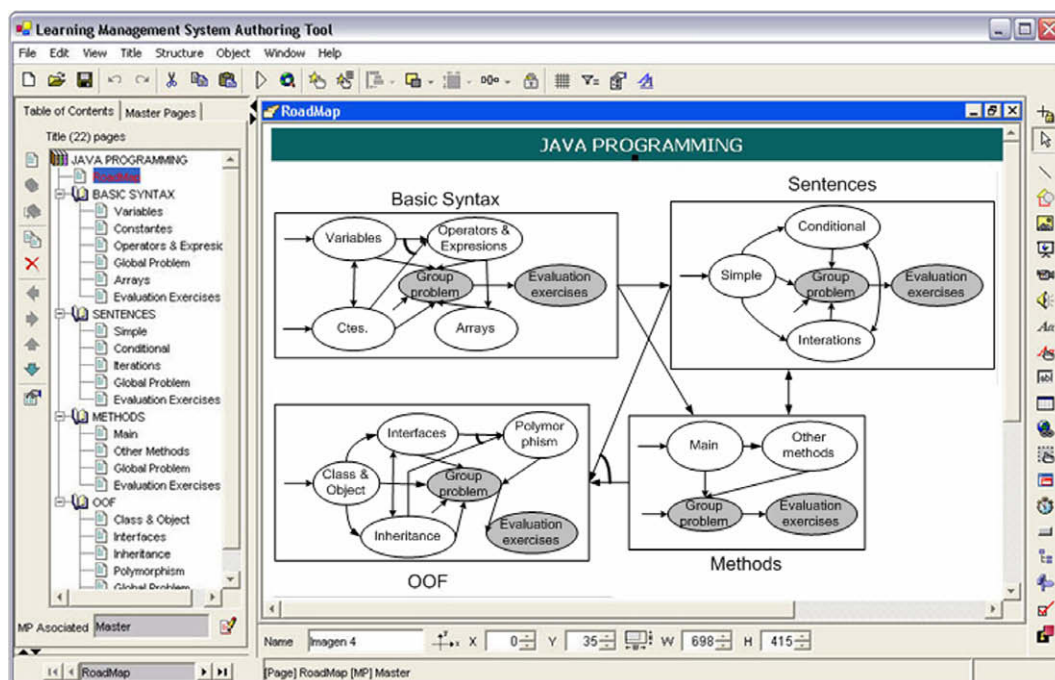 Learning Management System Authoring Tool
File Edit View Title Structure Object Window Help
Table of Contents Master Pages
Title (22) pages
JAVA PROGRAMMING
RoadMap
BASIC SYNTAX
Variables
Constantes
Operators & Expresic
Global Problem
Arrays
Evaluation Exercises
SENTENCES
Simple
Conditional
Iterations
Global Problem
Evaluation Exercises
METHODS
Main
Other Methods
Global Problem
Evaluation Exercises
OOF
Class & Object
Interfaces
Inheritance
Polymorphism
Global Problem
MP Asociated Master
RoadMap
RoadMap
JAVA PROGRAMMING
Basic Syntax
Variables
Operators &
Expresions
Group
problem
Evaluation
exercises
Ctes.
Arrays
Sentences
Conditional
Simple
Group
problem
Evaluation
exercises
Interations
Interfaces
Polymor
phism
Class &
Object
Group
problem
Inheritance
Evaluation
exercises
OOF
Main
Other
methods
Group
problem
Evaluation
exercises
Methods
Name Imagen 4 X 0 Y 35 W 698 H 415
[Page] RoadMap [MP] Master